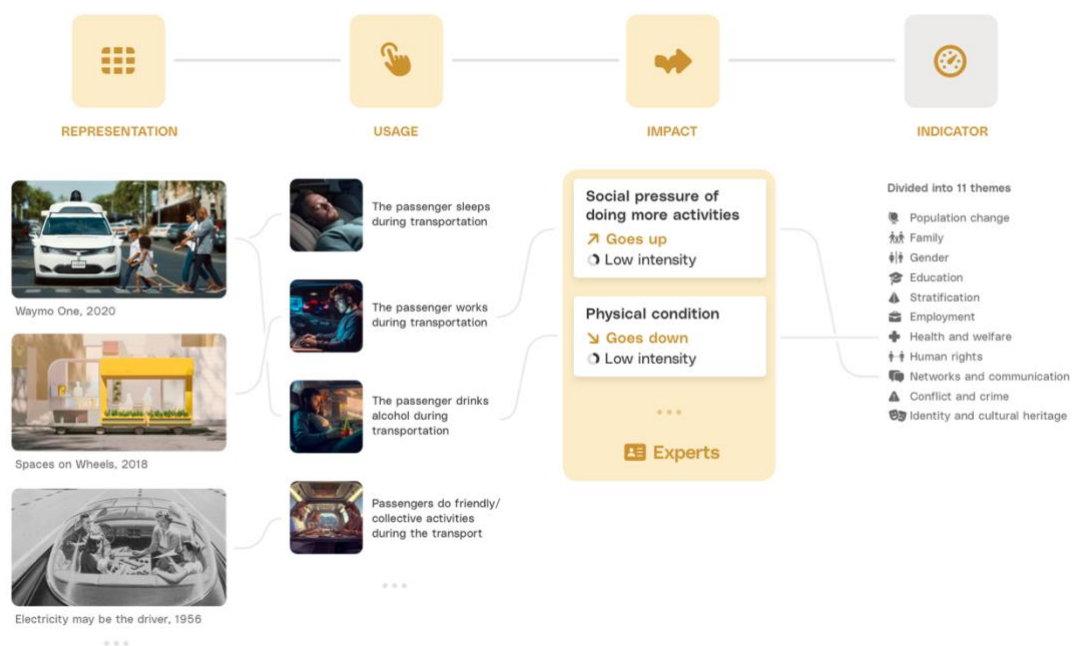 REPRESENTATION
USAGE
IMPACT
INDICATOR
Waymo One, 2020
Spaces on Wheels, 2018
Electricity may be the driver, 1956
The passenger sleeps
during transportation
The passenger works
during transportation
The passenger drinks
alcohol during
transportation
Passengers do friendly/
collective activities
during the transport
Social pressure of
doing more activities
Goes up
Low intensity
Physical condition
Goes down
Low intensity
Experts
Divided into 11 themes
Population change
Family
Gender
Education
Stratification
Employment
Health and welfare
Human rights
Networks and communication
Conflict and crime
Identity and cultural heritage